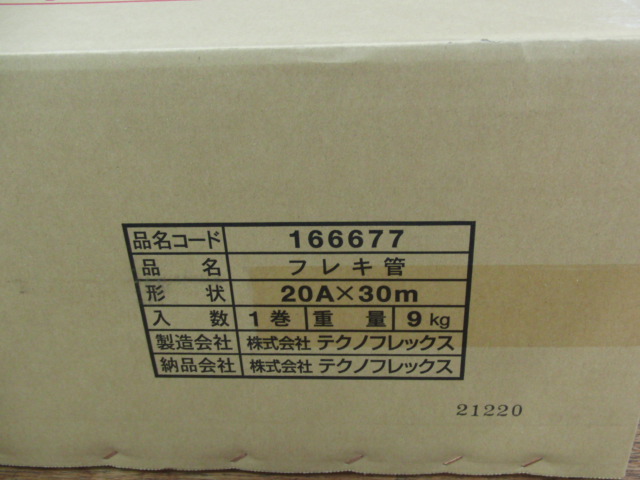 品名コード 166677
品名 フレキ管
形状 20A×30m
入数 1巻 重量 9kg
製造会社 株式会社 テクノフレックス
納品会社 株式会社 テクノフレックス
21220